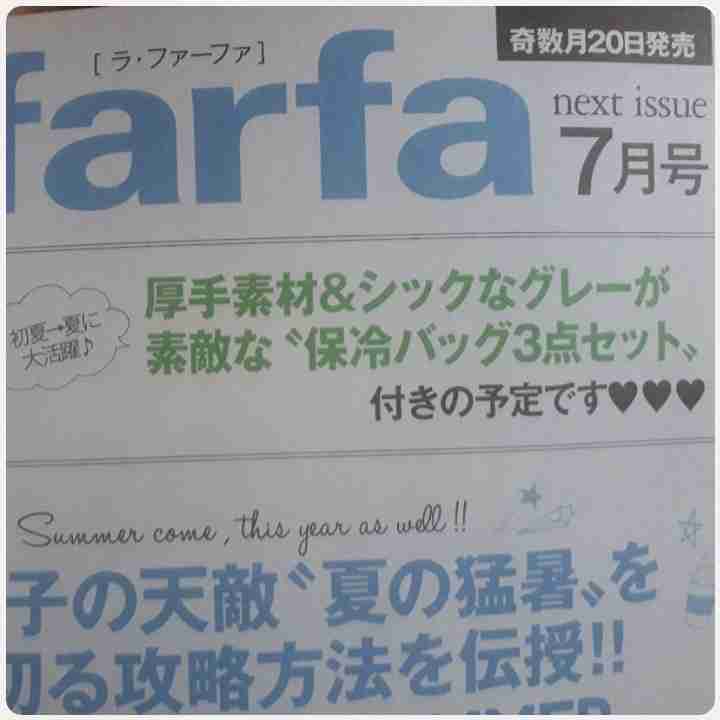 [ラ・ファーファ]
farfa
奇数月20日発売
next issue
7月号
初夏→夏に
大活躍♪
厚手素材&シックなグレーが
素敵な〝保冷バッグ3点セット〟
付きの予定です♥♥♥
Summer come, this year as well!!
子の天敵〝夏の猛暑〟を
切る攻略方法を伝授!!